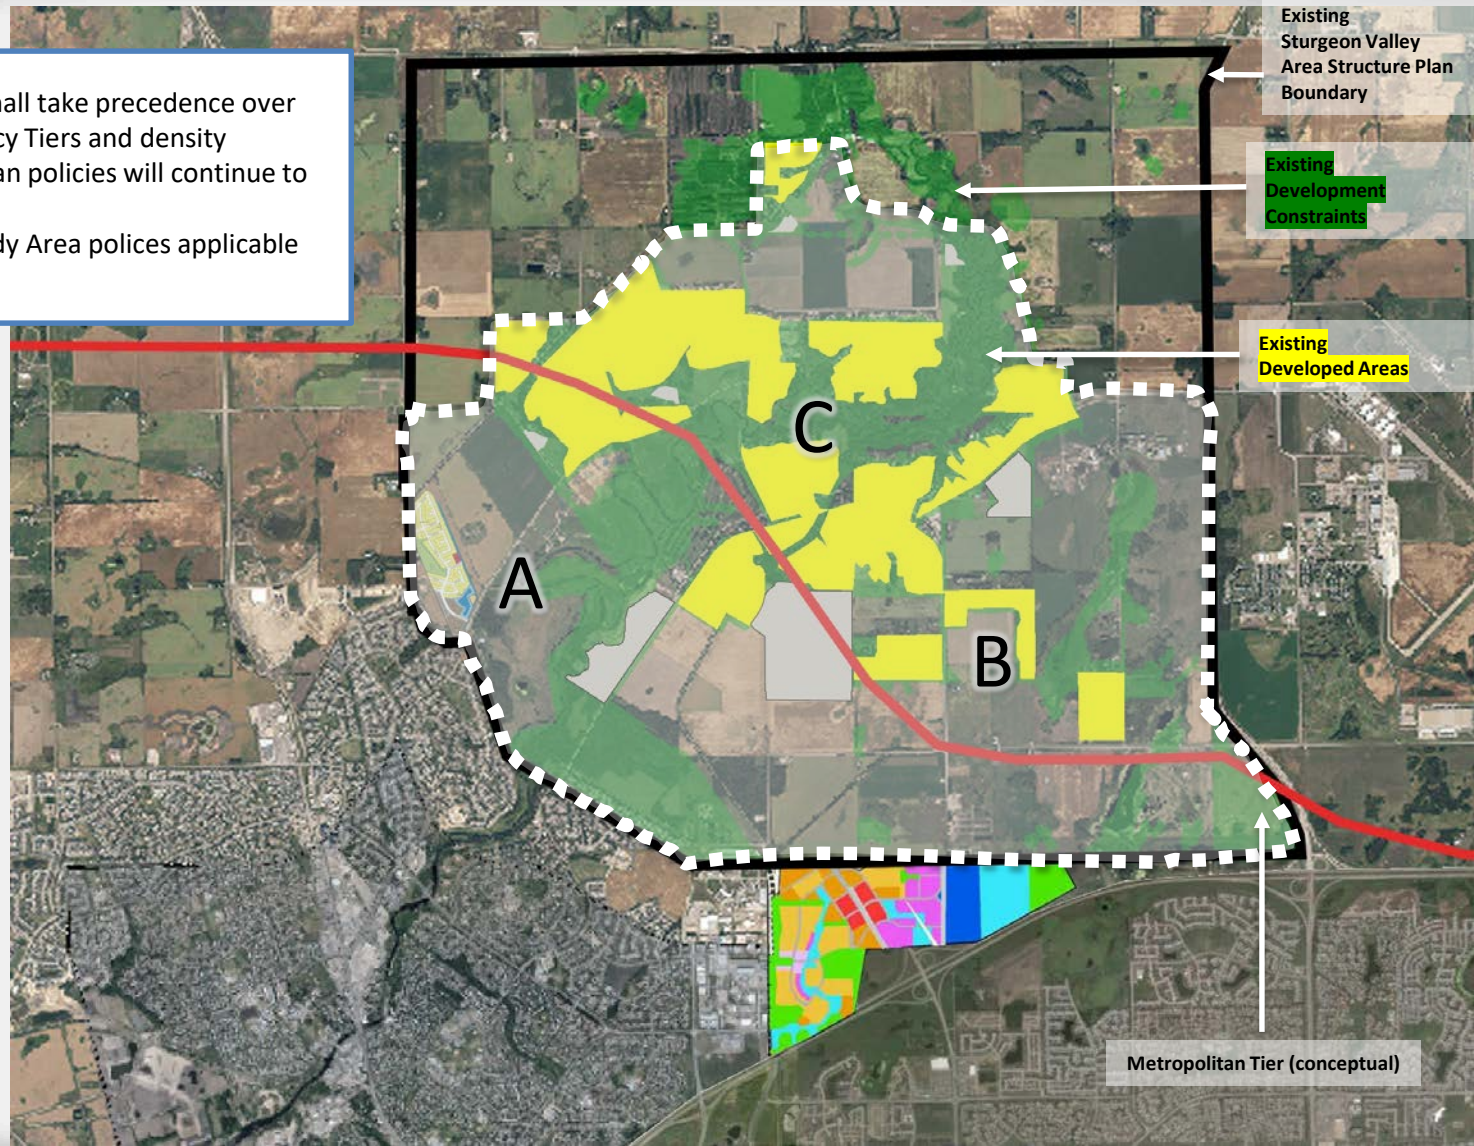 Existing
Sturgeon Valley
Area Structure Plan
Boundary
all take precedence over
cy Tiers and density
an policies will continue to
dy Area polices applicable
Existing
Development
Constraints
Existing
Developed Areas
C
A
B
Metropolitan Tier (conceptual)